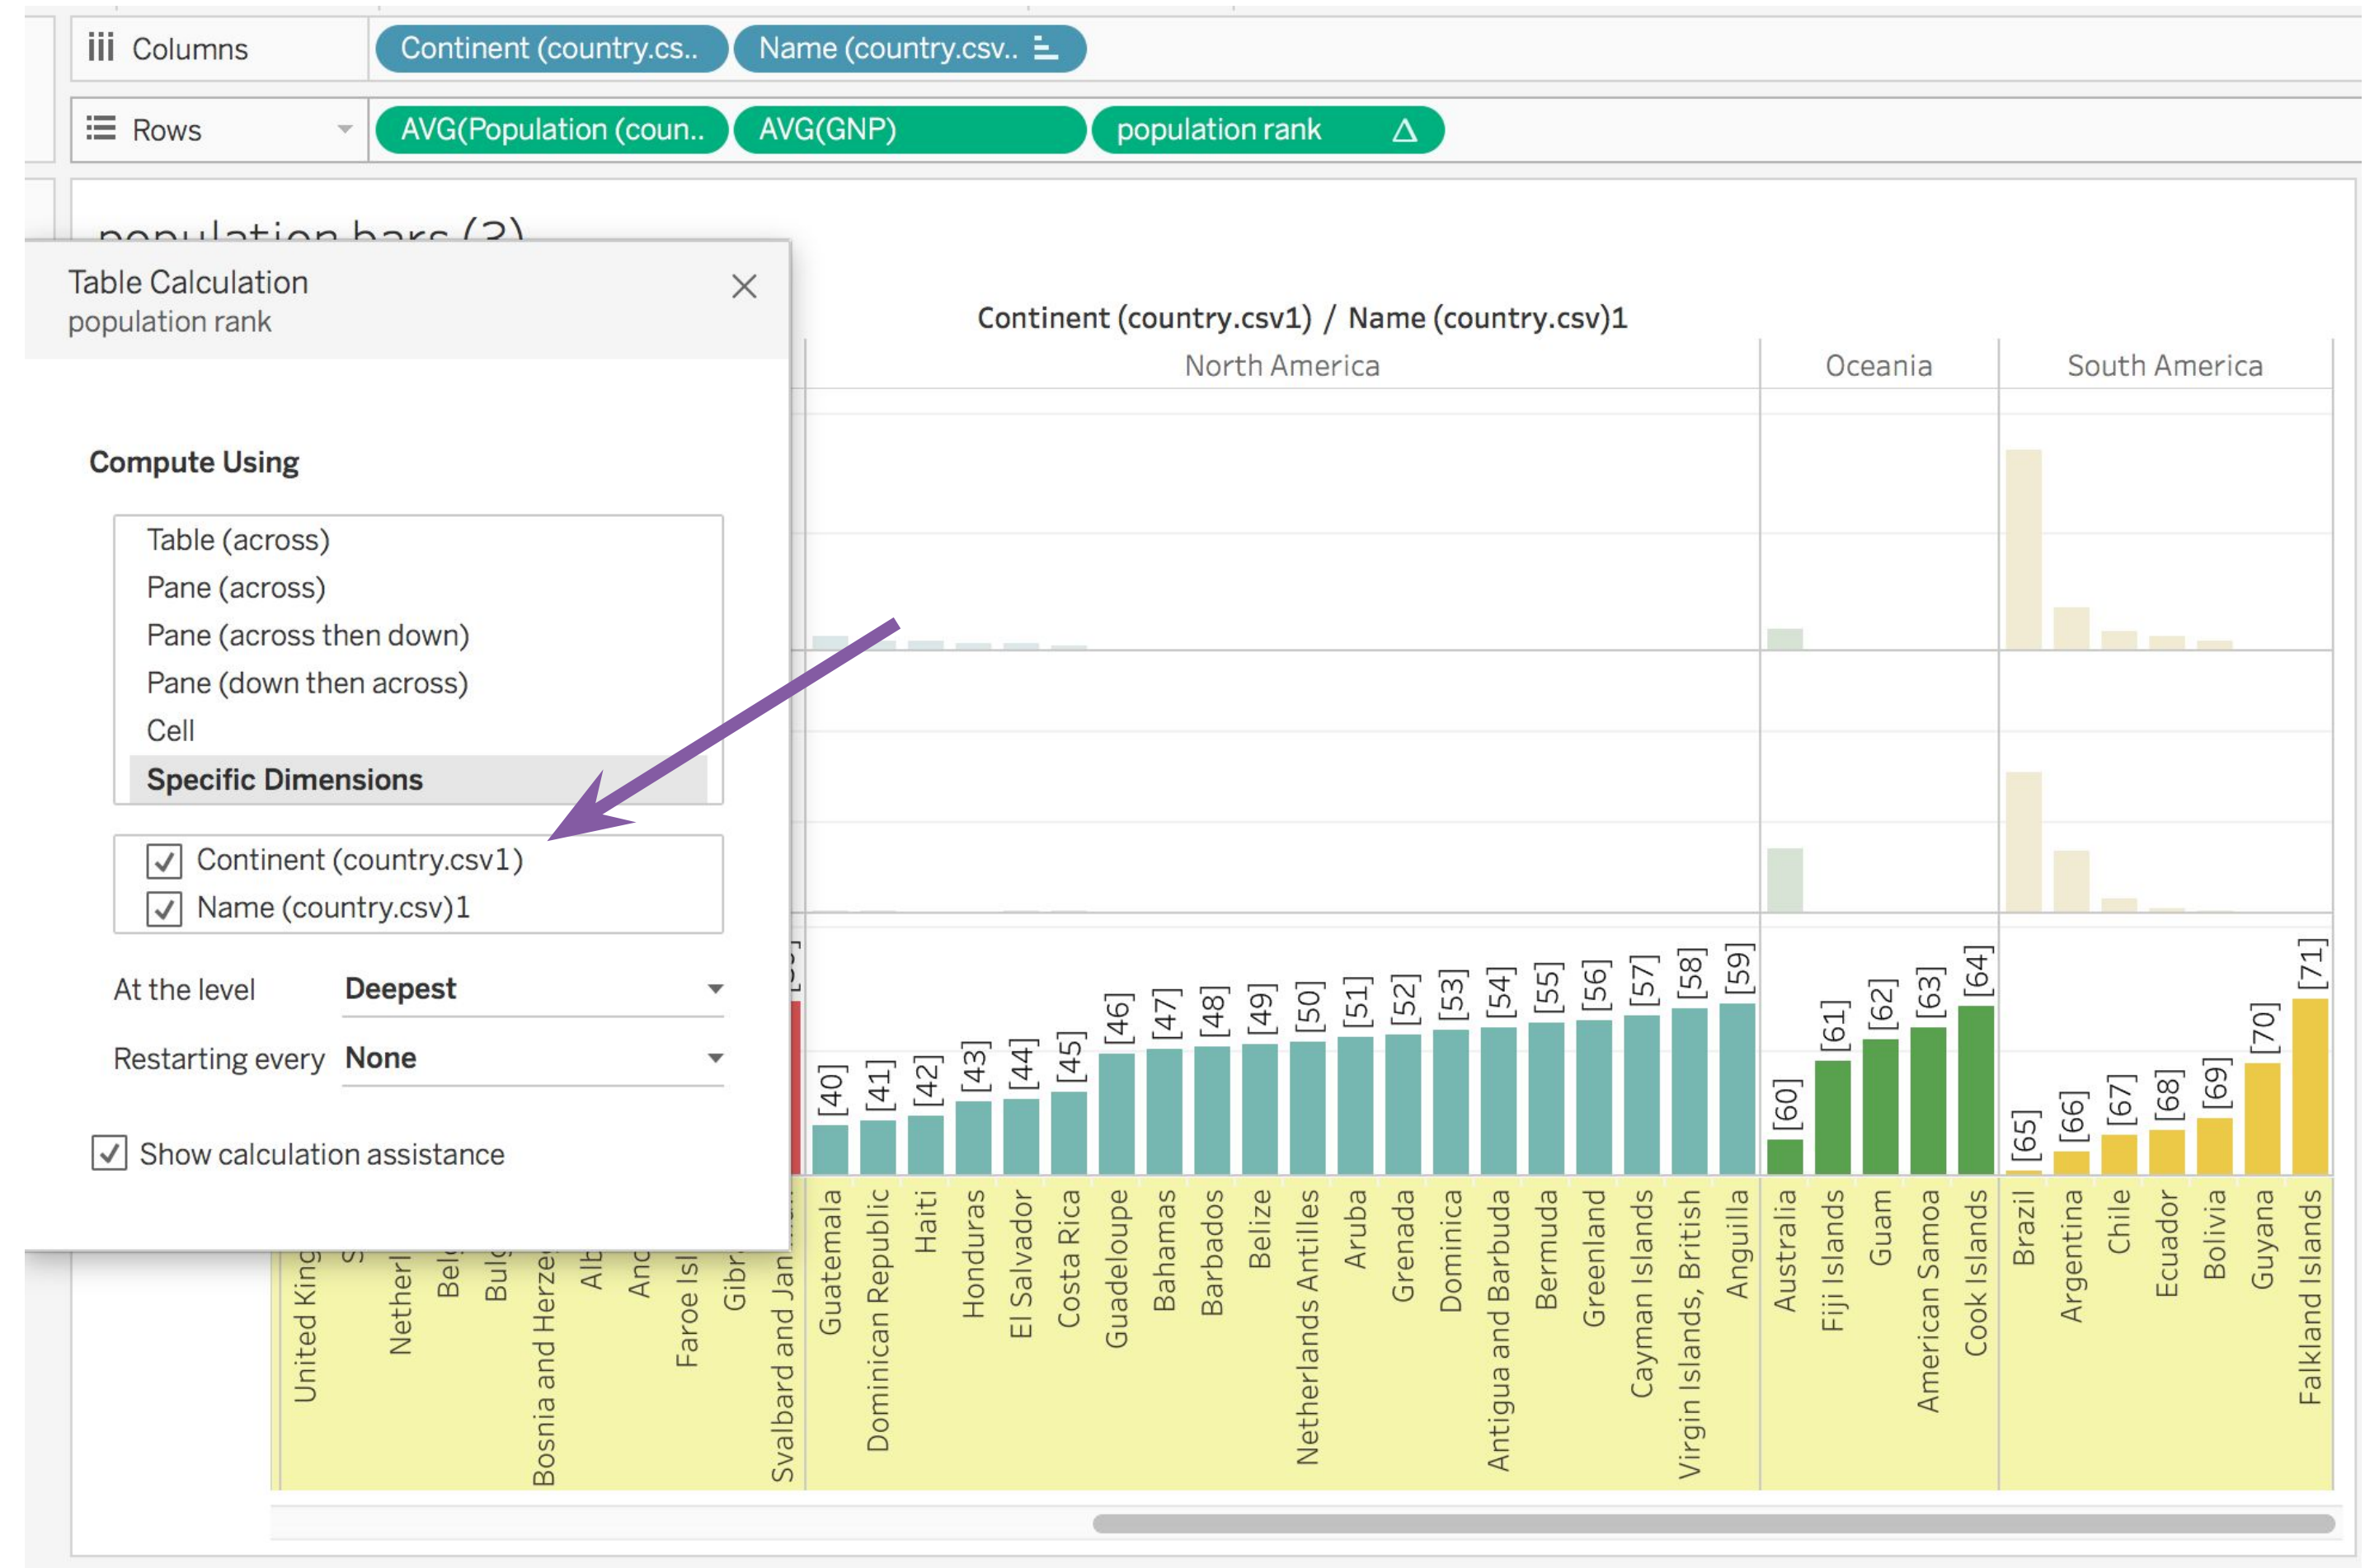 Columns
Continent (country.cs..
Name (country.csv..
Rows
AVG(Population (coun..
AVG(GNP)
population rank
population bars (3)
Table Calculation
population rank
Compute Using
Table (across)
Pane (across)
Pane (across then down)
Pane (down then across)
Cell
Specific Dimensions
Continent (country.csv1)
Name (country.csv)1
At the level Deepest
Restarting every None
Show calculation assistance
Continent (country.csv1) / Name (country.csv)1
North America
Oceania
South America
[40]
[41]
[42]
[43]
[44]
[45]
[46]
[47]
[48]
[49]
[50]
[51]
[52]
[53]
[54]
[55]
[56]
[57]
[58]
[59]
[60]
[61]
[62]
[63]
[64]
[65]
[66]
[67]
[68]
[69]
[70]
[71]
United King
Netherl
Bel
Bulg
Bosnia and Herze
Alb
And
Faroe Isl
Gibr
Svalbard and Jan
Guatemala
Dominican Republic
Haiti
Honduras
El Salvador
Costa Rica
Guadeloupe
Bahamas
Barbados
Belize
Netherlands Antilles
Aruba
Grenada
Dominica
Antigua and Barbuda
Bermuda
Greenland
Cayman Islands
Virgin Islands, British
Anguilla
Australia
Fiji Islands
Guam
American Samoa
Cook Islands
Brazil
Argentina
Chile
Ecuador
Bolivia
Guyana
Falkland Islands